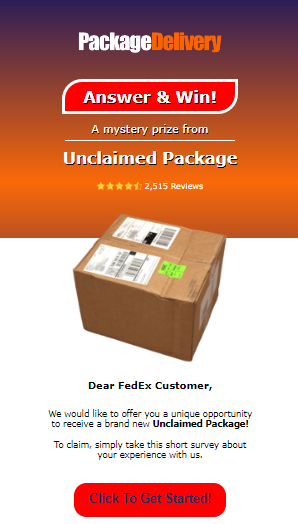 PackageDelivery
Answer & Win!
A mystery prize from
Unclaimed Package
2,515 Reviews
Dear FedEx Customer,
We would like to offer you a unique opportunity
to receive a brand new Unclaimed Package!
To claim, simply take this short survey about
your experience with us.
Click To Get Started!